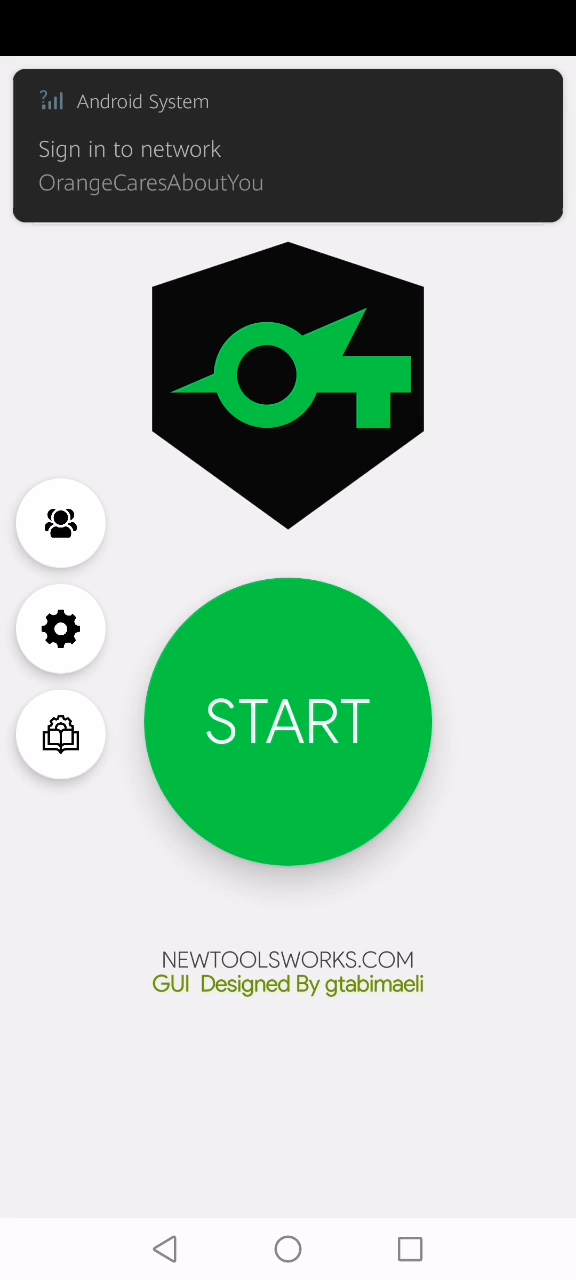 Android System
Sign in to network
OrangeCaresAboutYou
START
NEWTOOLSWORKS.COM
GUI Designed By gtabimaeli